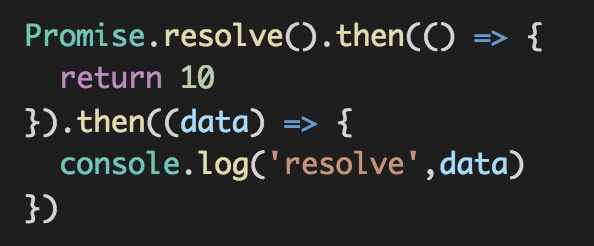 Promise.resolve().then(() => {
  return 10
}).then((data) => {
  console.log('resolve',data)
})